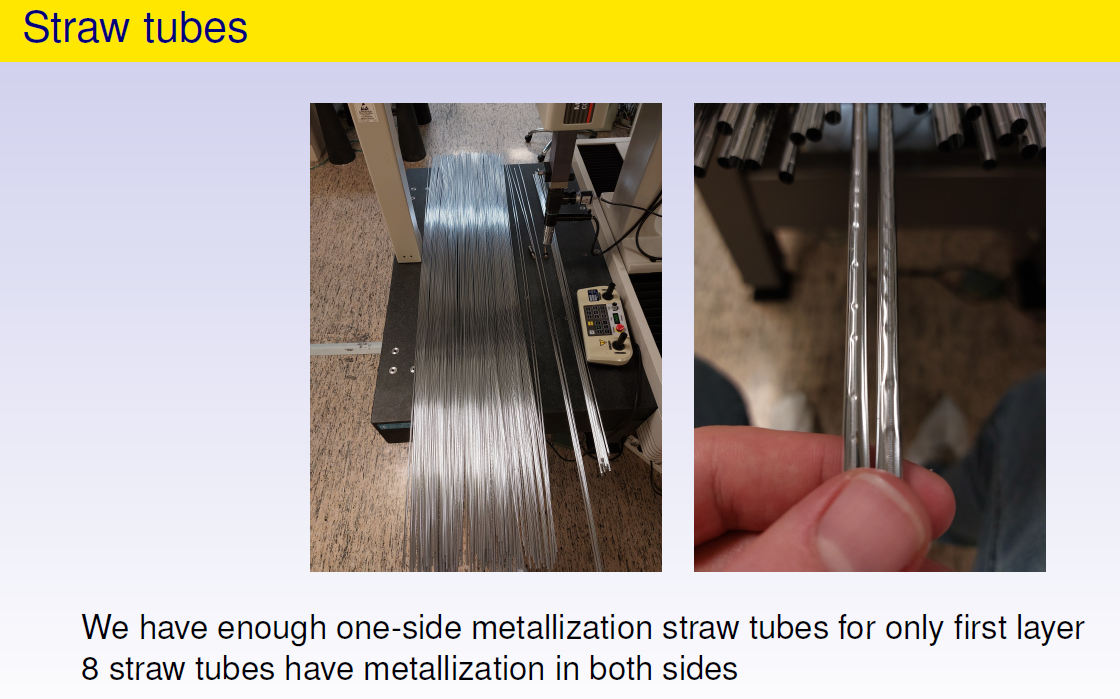 Straw tubes
We have enough one-side metallization straw tubes for only first layer
8 straw tubes have metallization in both sides